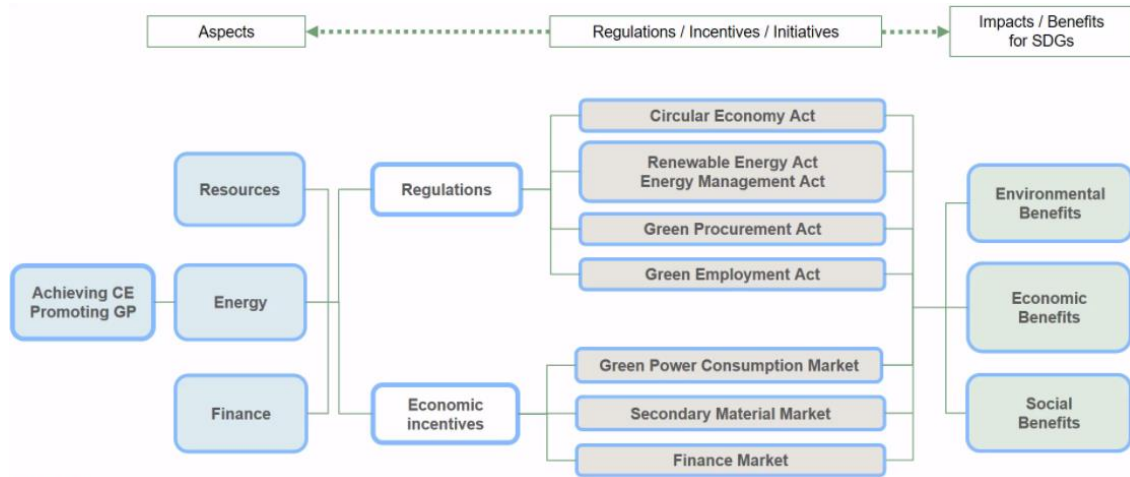 Aspects
Regulations / Incentives / Initiatives
Impacts / Benefits
for SDGs
Achieving CE
Promoting GP
Resources
Energy
Finance
Regulations
Economic
incentives
Circular Economy Act
Renewable Energy Act
Energy Management Act
Green Procurement Act
Green Employment Act
Green Power Consumption Market
Secondary Material Market
Finance Market
Environmental
Benefits
Economic
Benefits
Social
Benefits